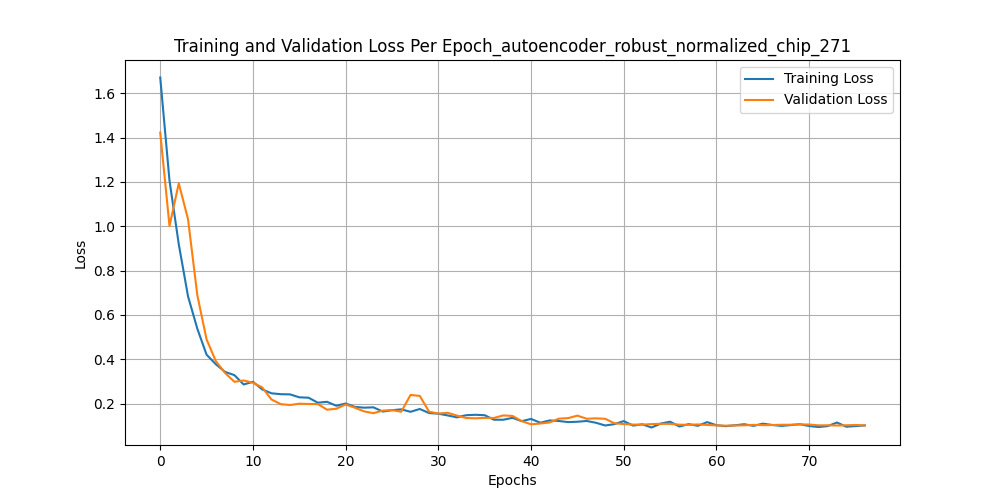 Training and Validation Loss Per Epoch_autoencoder_robust_normalized_chip_271
Training Loss
Validation Loss
1.6
1.4
1.2
1.0
0.8
0.6
0.4
0.2
Loss
0 10 20 30 40 50 60 70
Epochs